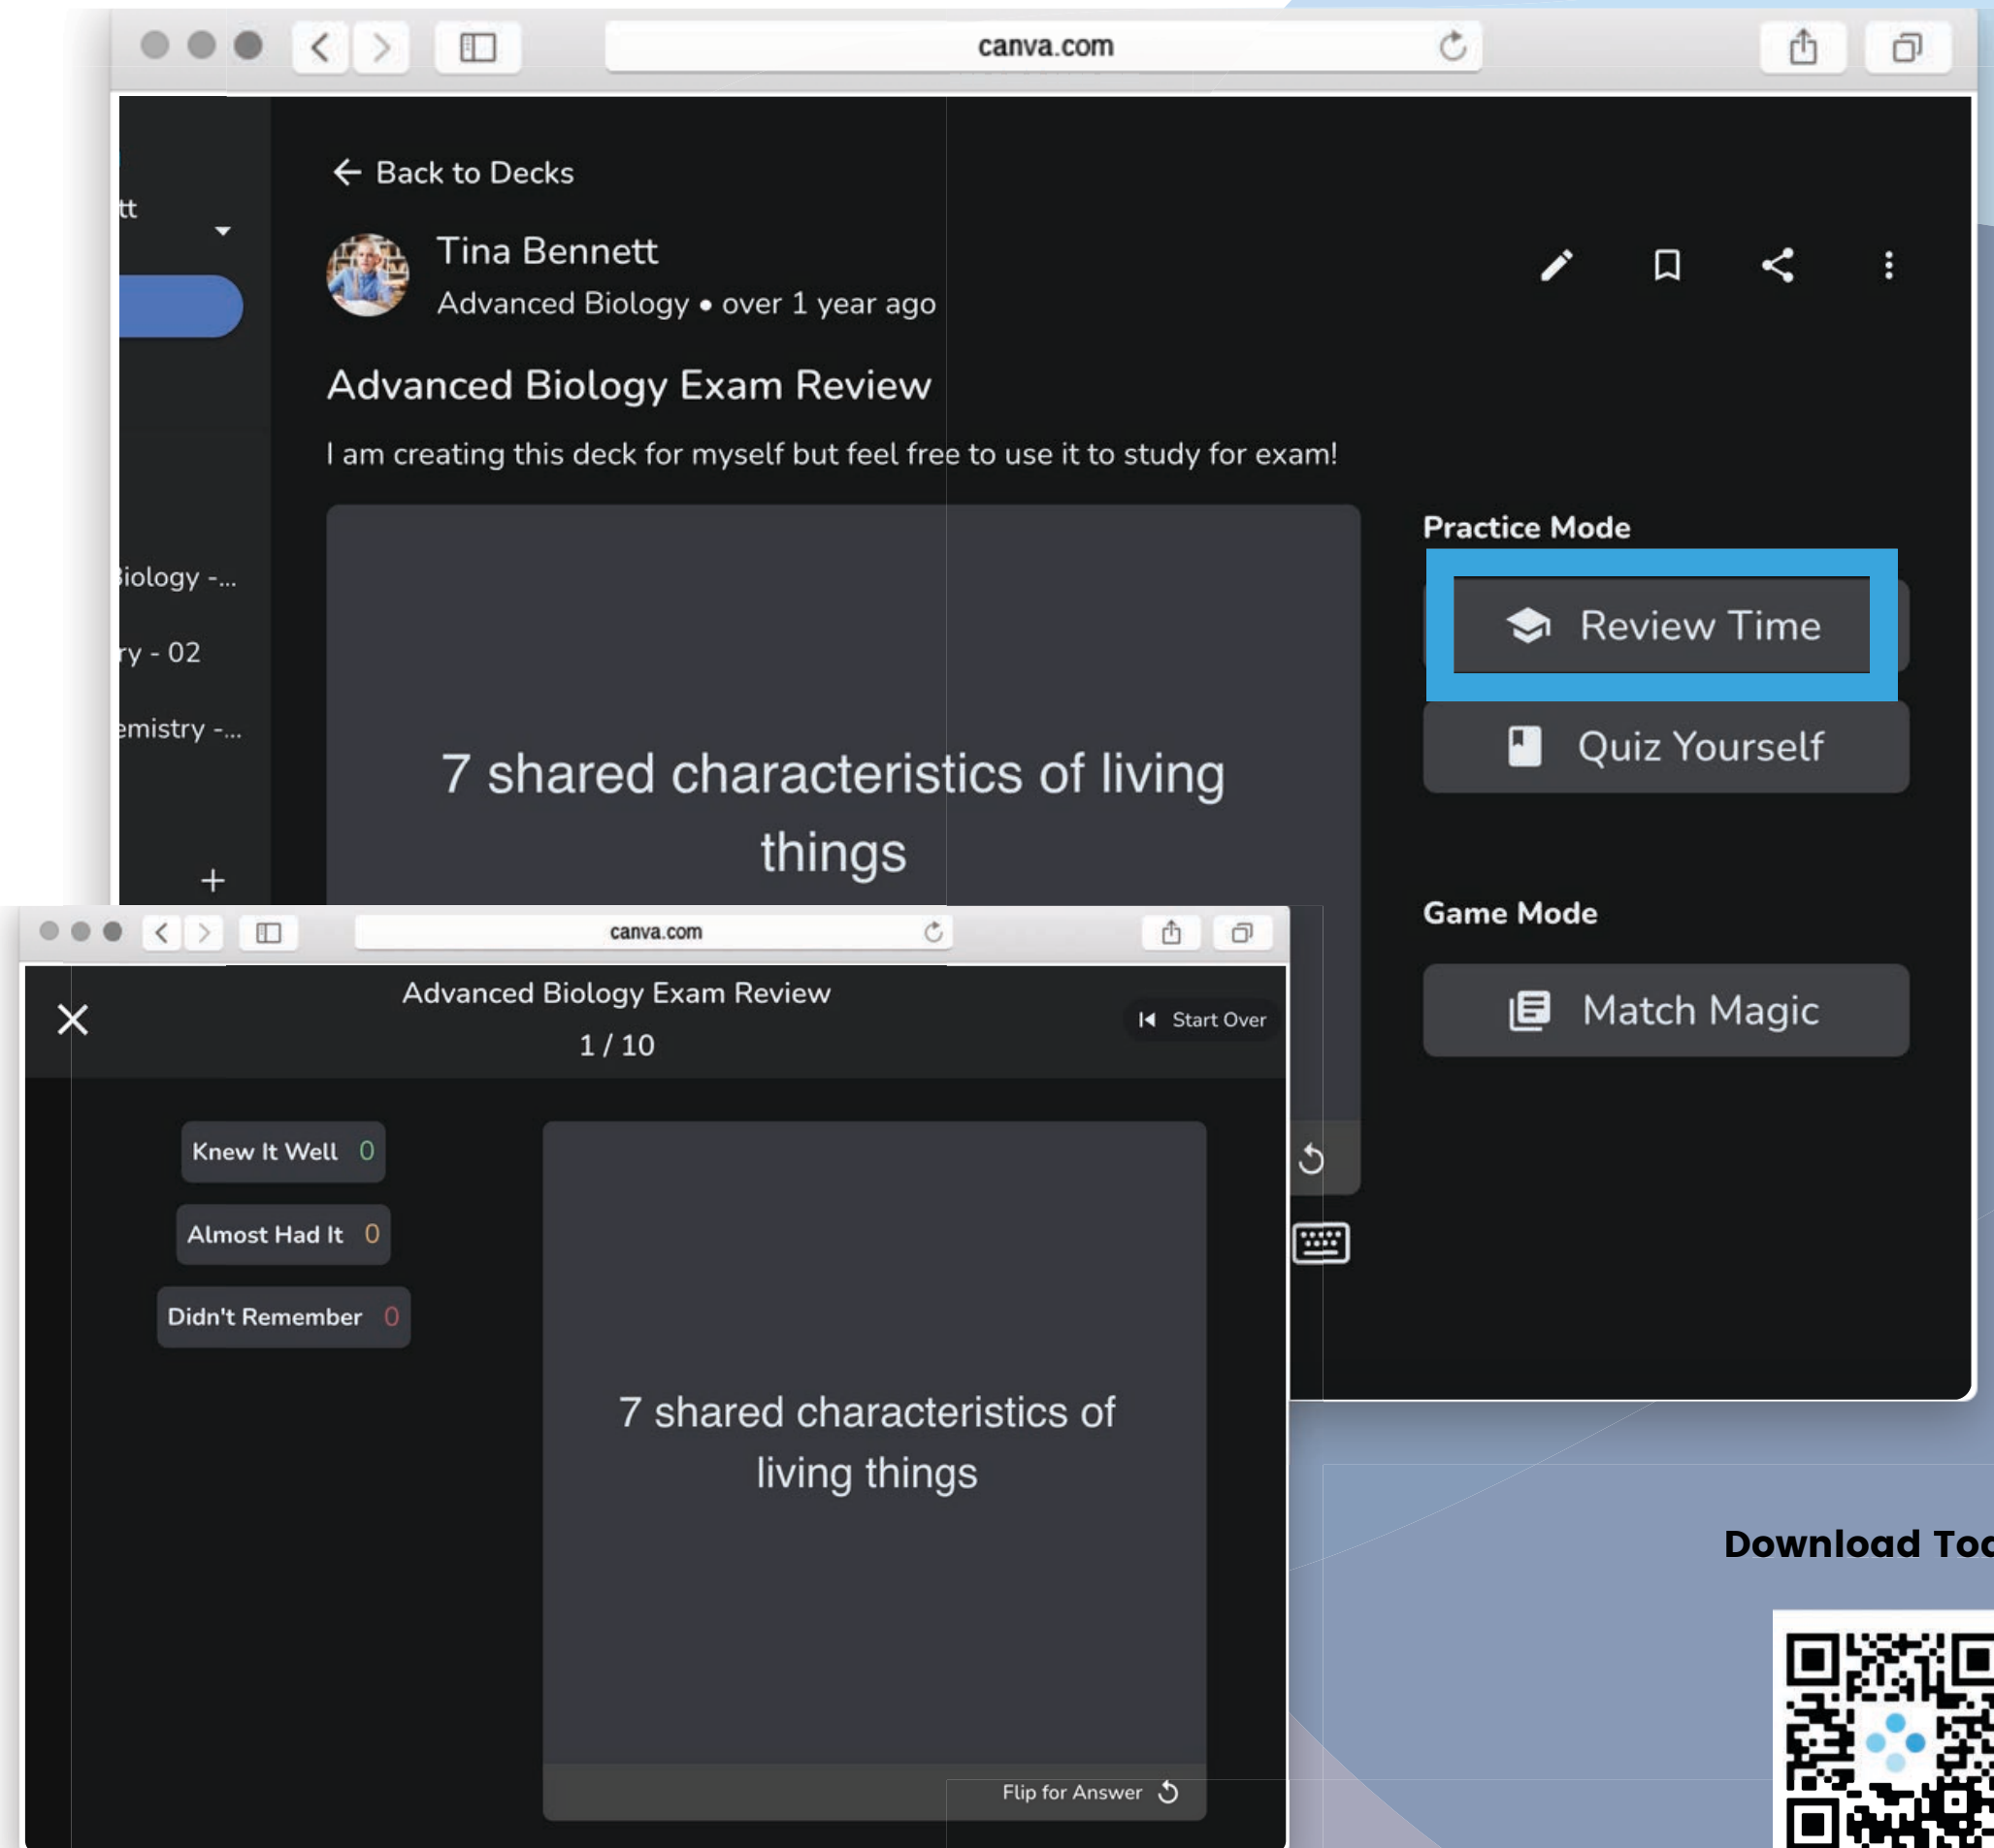 canva.com
Back to Decks
tt
Tina Bennett
Advanced Biology • over 1 year ago
Advanced Biology Exam Review
I am creating this deck for myself but feel free to use it to study for exam!
iology -...
ry - 02
emistry -...
7 shared characteristics of living
things
Practice Mode
Review Time
Quiz Yourself
Game Mode
Match Magic
canva.com
Advanced Biology Exam Review
1 / 10
Start Over
Knew It Well 0
Almost Had It 0
Didn't Remember 0
7 shared characteristics of
living things
Flip for Answer
Download